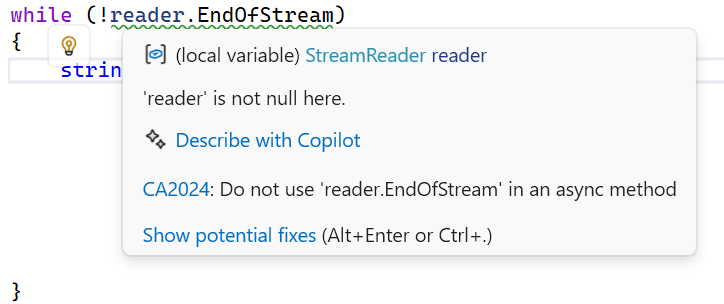 while (!reader.EndOfStream)
{
strin
(local variable) StreamReader reader
'reader' is not null here.
Describe with Copilot
CA2024: Do not use 'reader.EndOfStream' in an async method
Show potential fixes (Alt+Enter or Ctrl+.)
}